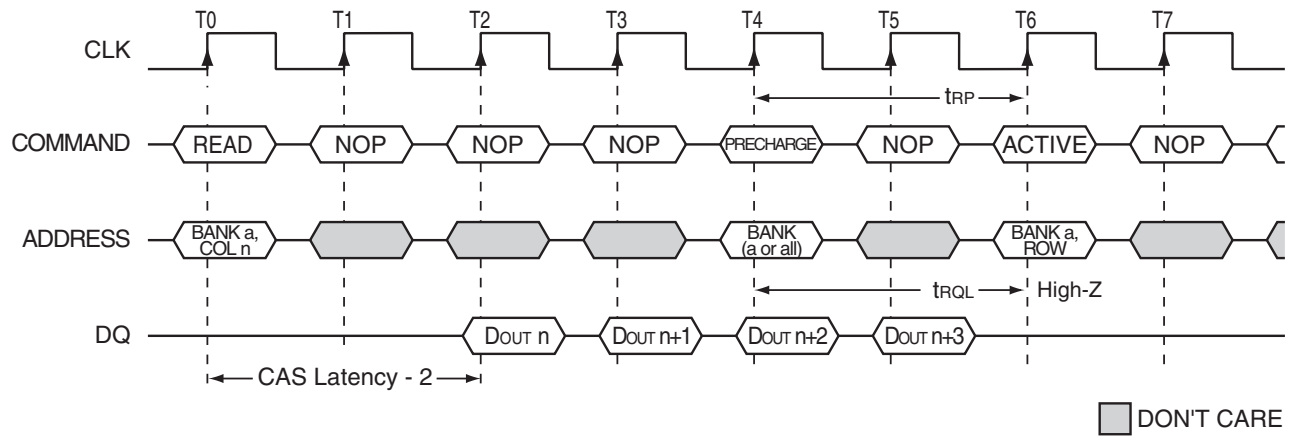 T0 T1 T2 T3 T4 T5 T6 T7
CLK
tRP
COMMAND READ NOP NOP NOP PRECHARGE NOP ACTIVE NOP
ADDRESS BANK a, COL n BANK (a or all) BANK a, ROW
tRQL High-Z
DQ DOUT n DOUT n+1 DOUT n+2 DOUT n+3
CAS Latency - 2
DON'T CARE